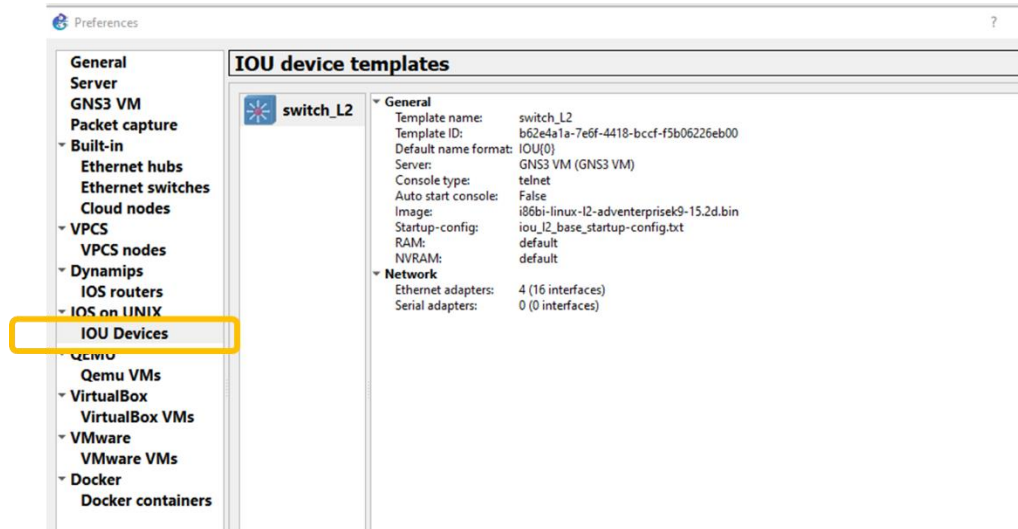 Preferences
?
General
Server
GNS3 VM
Packet capture
Built-in
Ethernet hubs
Ethernet switches
Cloud nodes
VPCS
VPCS nodes
Dynamips
IOS routers
IOS on UNIX
IOU Devices
QEMU
Qemu VMs
VirtualBox
VirtualBox VMs
VMware
VMware VMs
Docker
Docker containers
IOU device templates
switch_L2
General
Template name: switch_L2
Template ID: b62e4a1a-7e6f-4418-bccf-f5b06226eb00
Default name format: IOU{0}
Server: GNS3 VM (GNS3 VM)
Console type: telnet
Auto start console: False
Image: i86bi-linux-l2-adventerprisek9-15.2d.bin
Startup-config: iou_l2_base_startup-config.txt
RAM: default
NVRAM: default
Network
Ethernet adapters: 4 (16 interfaces)
Serial adapters: 0 (0 interfaces)